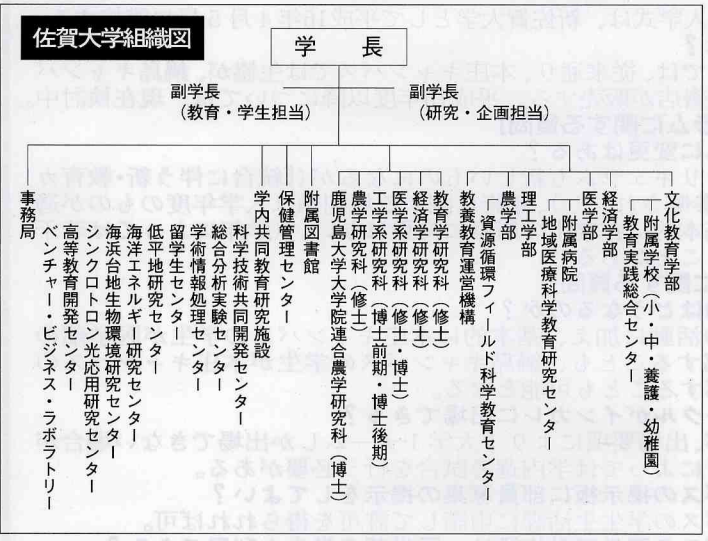 佐賀大学組織図
学長
副学長
（教育・学生担当）
副学長
（研究・企画担当）
文化教育学部
附属学校（小・中・養護・幼稚園）
教育実践総合センター
経済学部
医学部
附属病院
地域医療科学教育研究センター
理工学部
農学部
資源循環フィールド科学教育センター
教養教育運営機構
教育学研究科（修士）
経済学研究科（修士）
医学系研究科（修士・博士）
工学系研究科（博士前期・博士後期）
農学研究科（修士）
鹿児島大学大学院連合農学研究科（博士）
附属図書館
保健管理センター
学内共同教育研究施設
科学技術共同開発センター
総合分析実験センター
学術情報処理センター
留学生センター
低平地研究センター
海洋エネルギー研究センター
海浜台地生物環境研究センター
シンクロトロン光応用研究センター
高等教育開発センター
ベンチャー・ビジネス・ラボラトリー
事務局